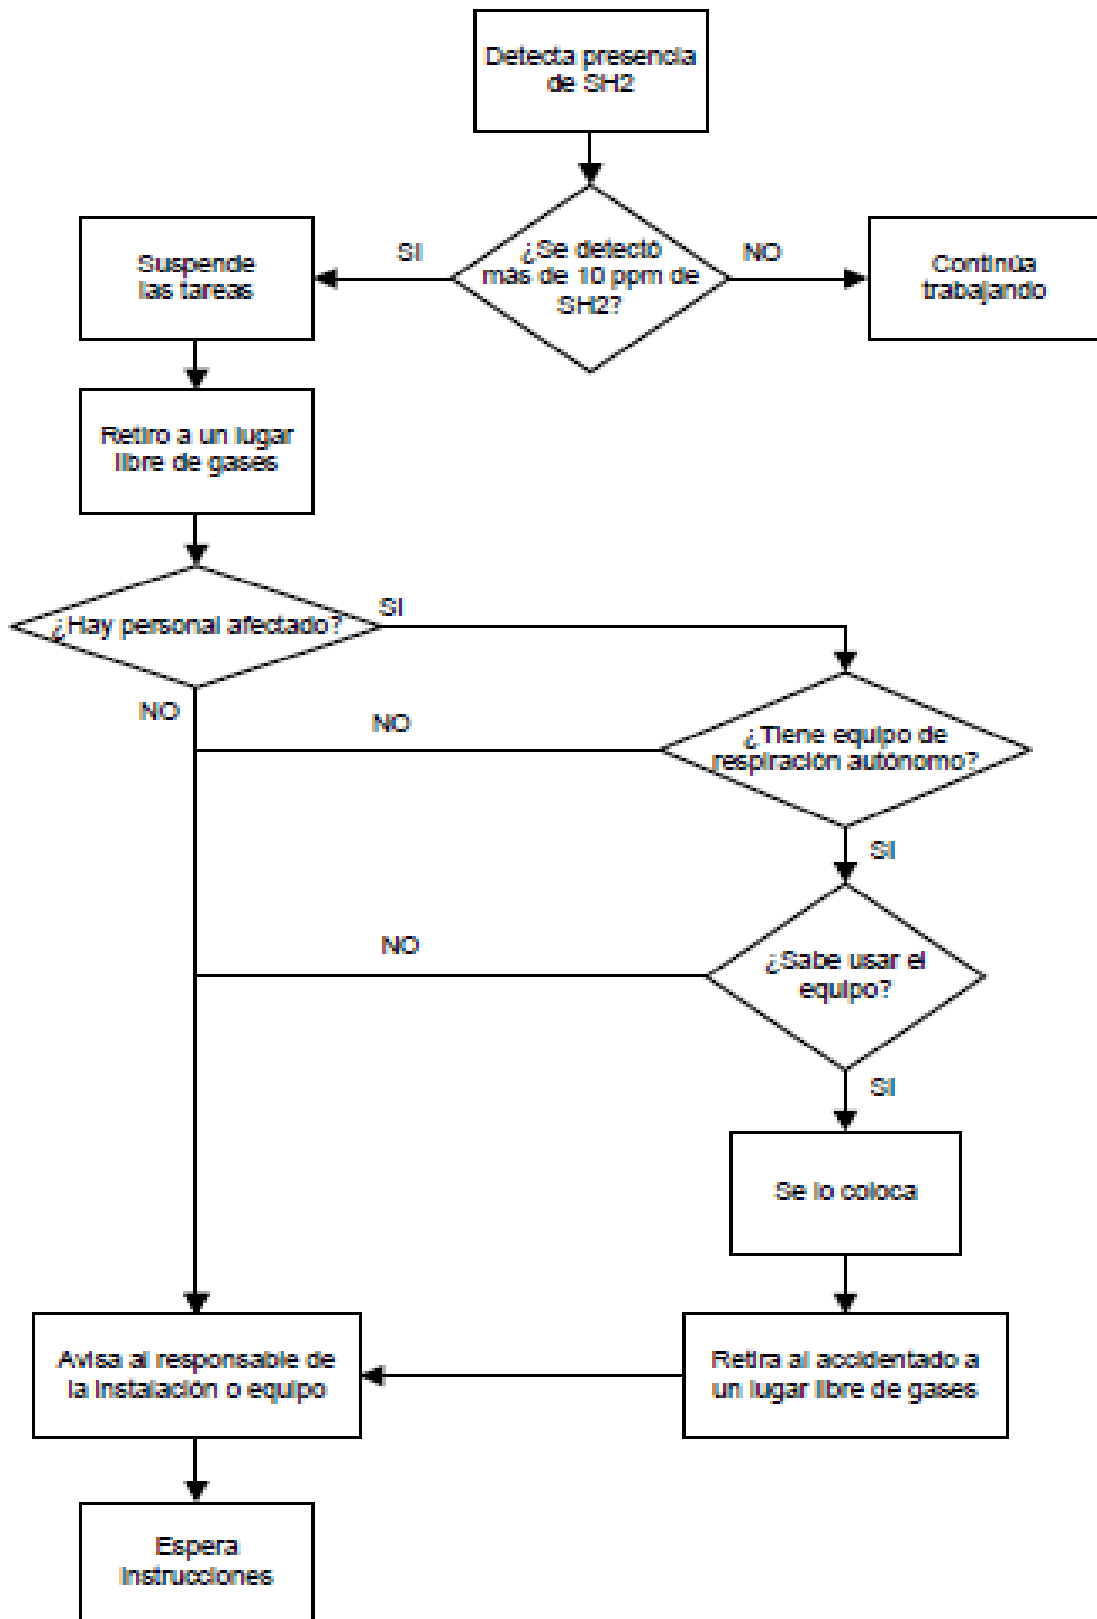 Detecta presencia
de SH2
¿Se detectó
más de 10 ppm de
SH2?
SI
NO
Suspende
las tareas
Continúa
trabajando
Retiro a un lugar
libre de gases
¿Hay personal afectado?
SI
NO
NO
¿Tiene equipo de
respiración autónomo?
SI
NO
¿Sabe usar el
equipo?
SI
Se lo coloca
Avisa al responsable de
la instalación o equipo
Retira al accidentado a
un lugar libre de gases
Espera
instrucciones